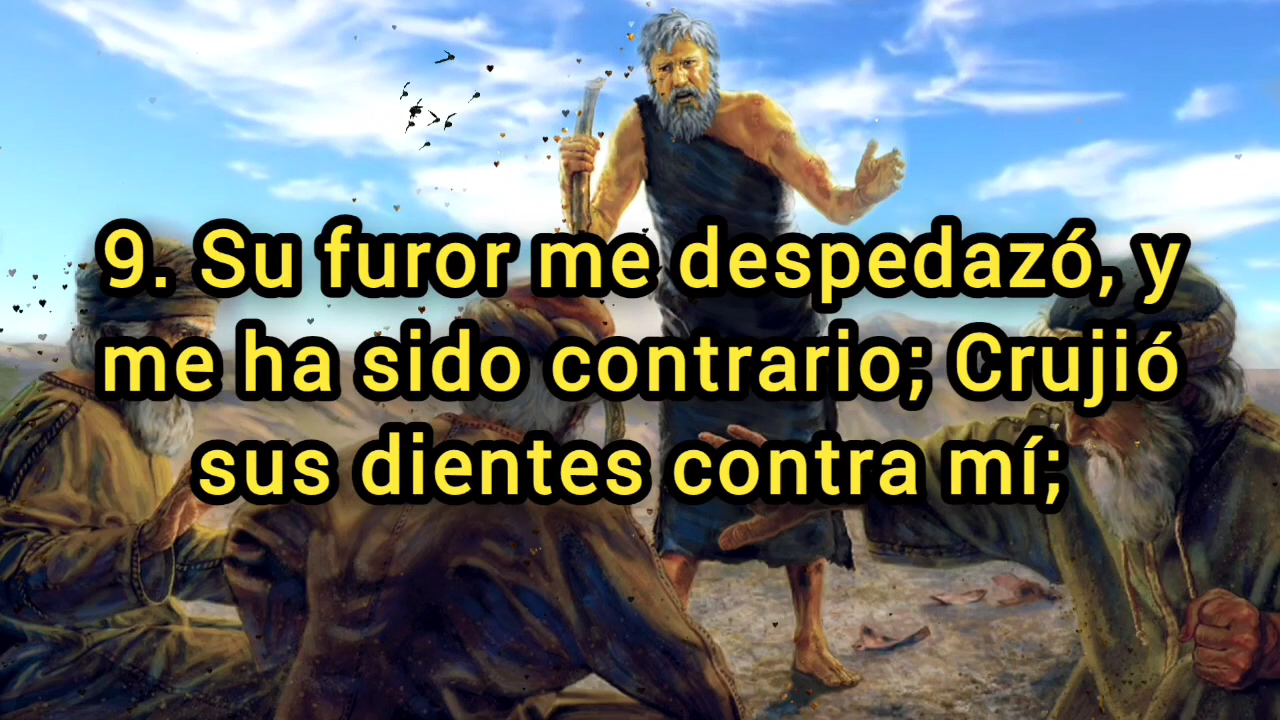 9. Su furor me despedazó, y
me ha sido contrario; Crujió
sus dientes contra mí;